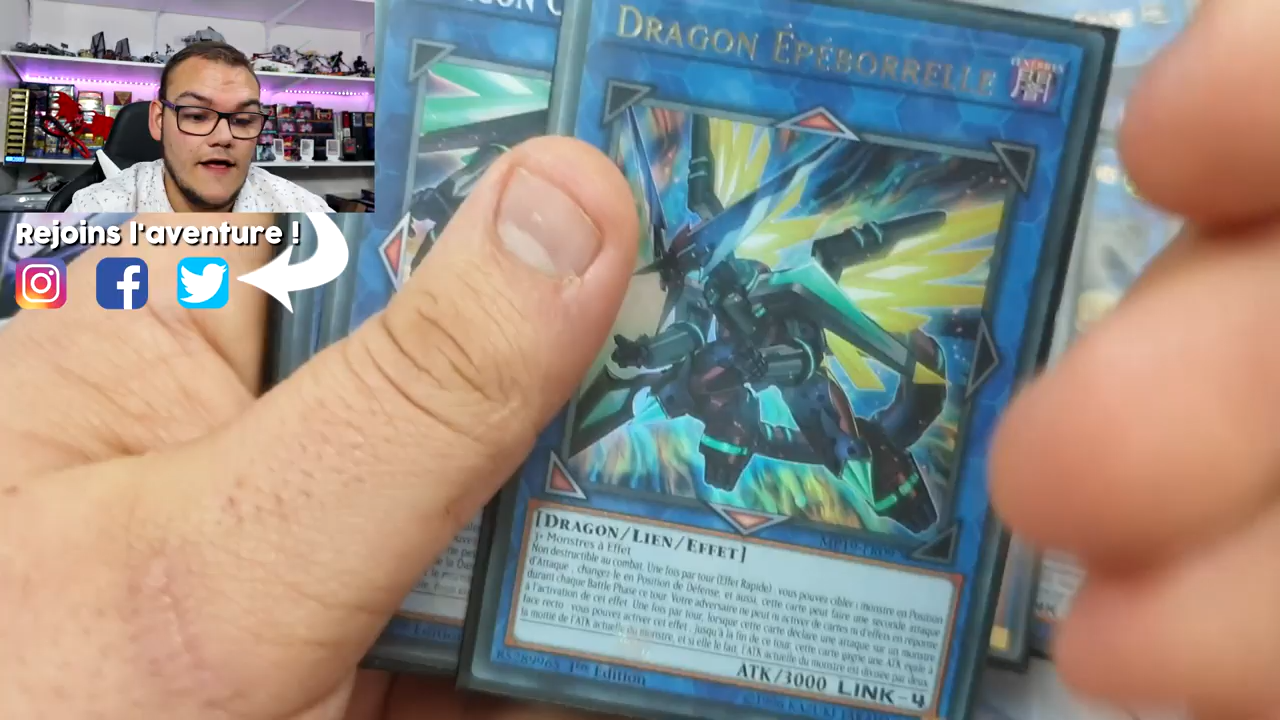 DRAGON ÉPÉBORRELLE
闇
Rejoins l'aventure !
[DRAGON/LIEN/EFFET]
3+ Monstres à Effet
Non destructible au combat. Une fois par tour (Effet Rapide) : vous pouvez cibler 1 monstre en Position
d'Attaque ; changez-le en Position de Défense, et aussi, cette carte peut faire une seconde attaque
durant chaque Battle Phase ce tour. Votre adversaire ne peut ni activer de cartes ni d'effets en réponse
à l'activation de cet effet. Une fois par tour, lorsque cette carte déclare une attaque sur un monstre
face recto : vous pouvez activer cet effet ; jusqu'à la fin de ce tour, cette carte gagne une ATK égale à
la moitié de l'ATK actuelle du monstre, et si elle le fait, l'ATK actuelle du monstre est divisée par deux.
ATK/3000 LINK-4
85289965 1ère Edition
Edition